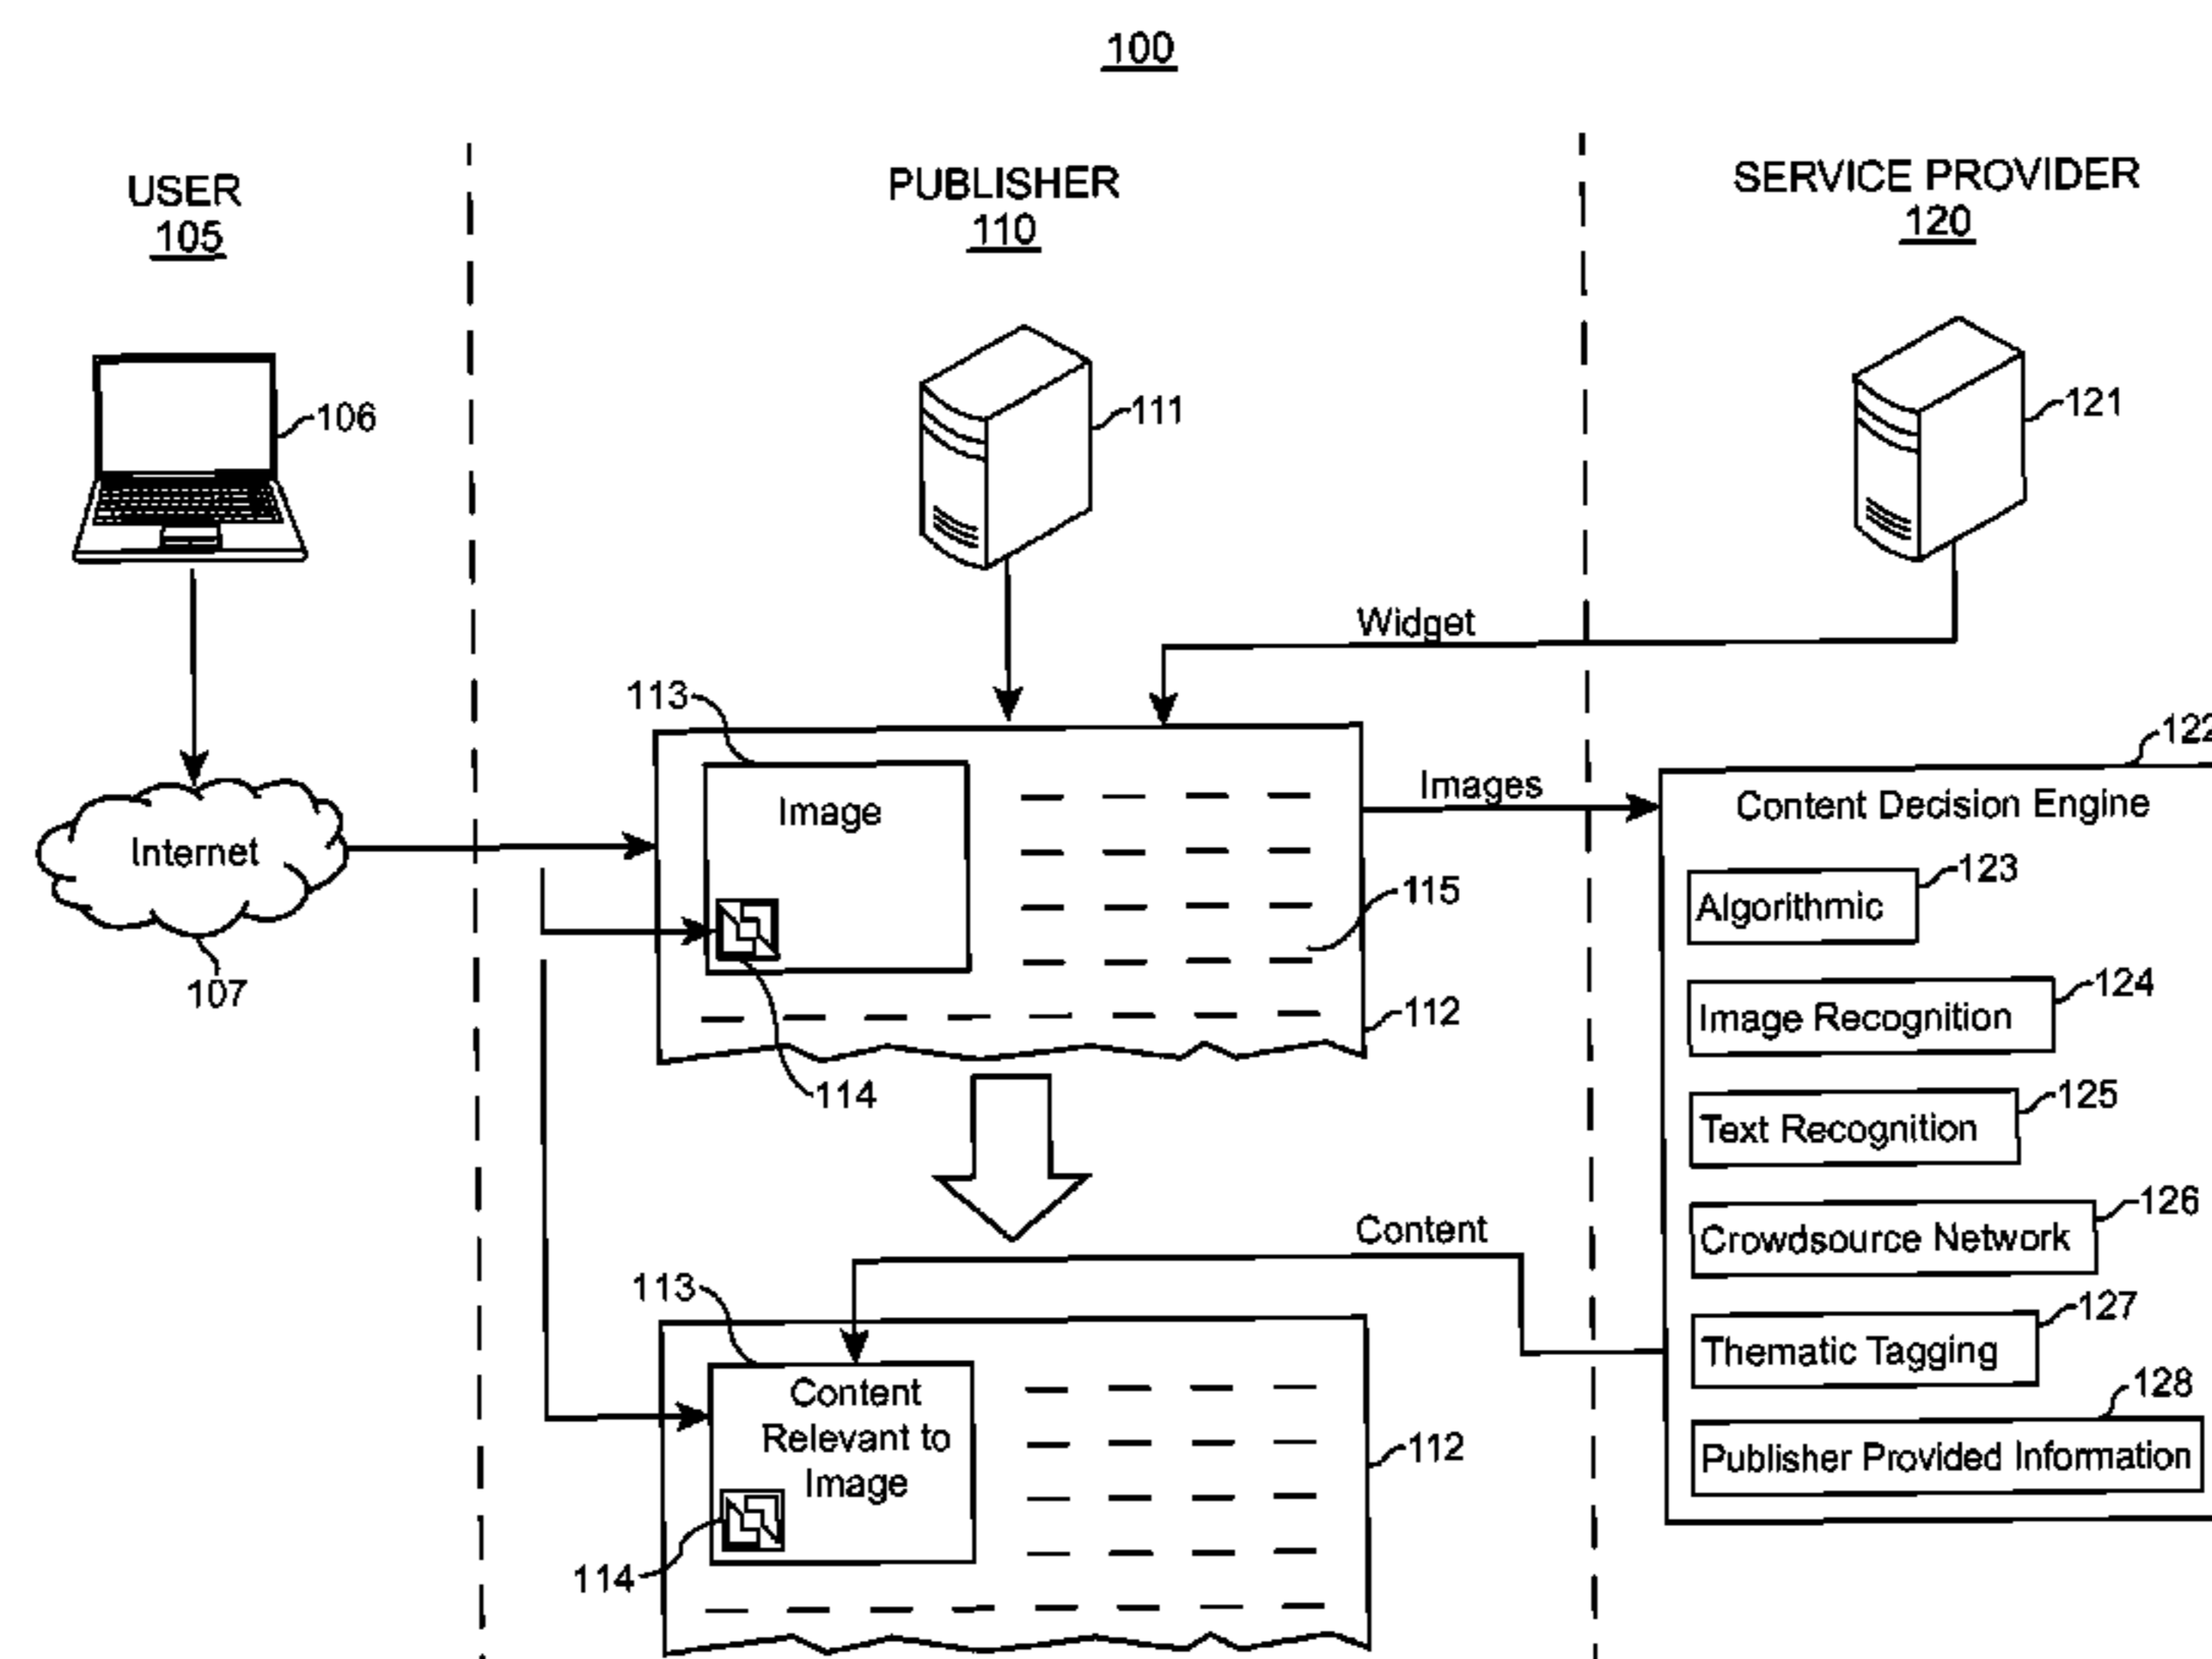 100
USER
105
PUBLISHER
110
SERVICE PROVIDER
120
106
111
121
Widget
113
122
Images
Image
Content Decision Engine
Internet
123
Algorithmic
115
107
124
Image Recognition
112
114
125
Text Recognition
126
Crowdsource Network
Content
113
127
Thematic Tagging
Content
Relevant to
Image
128
112
Publisher Provided Information
114